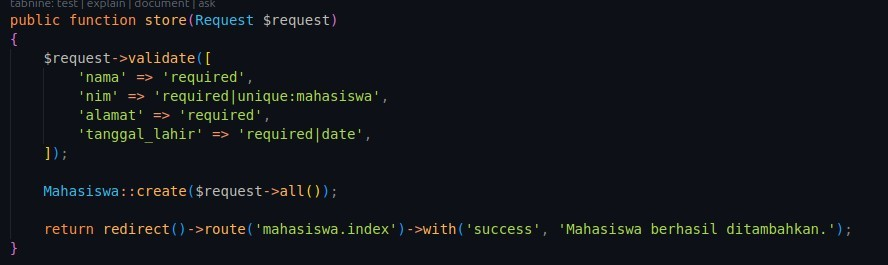 tabnine: test | explain | document | ask
public function store(Request $request)
{
    $request->validate([
        'nama' => 'required',
        'nim' => 'required|unique:mahasiswa',
        'alamat' => 'required',
        'tanggal_lahir' => 'required|date',
    ]);

    Mahasiswa::create($request->all());

    return redirect()->route('mahasiswa.index')->with('success', 'Mahasiswa berhasil ditambahkan.');
}